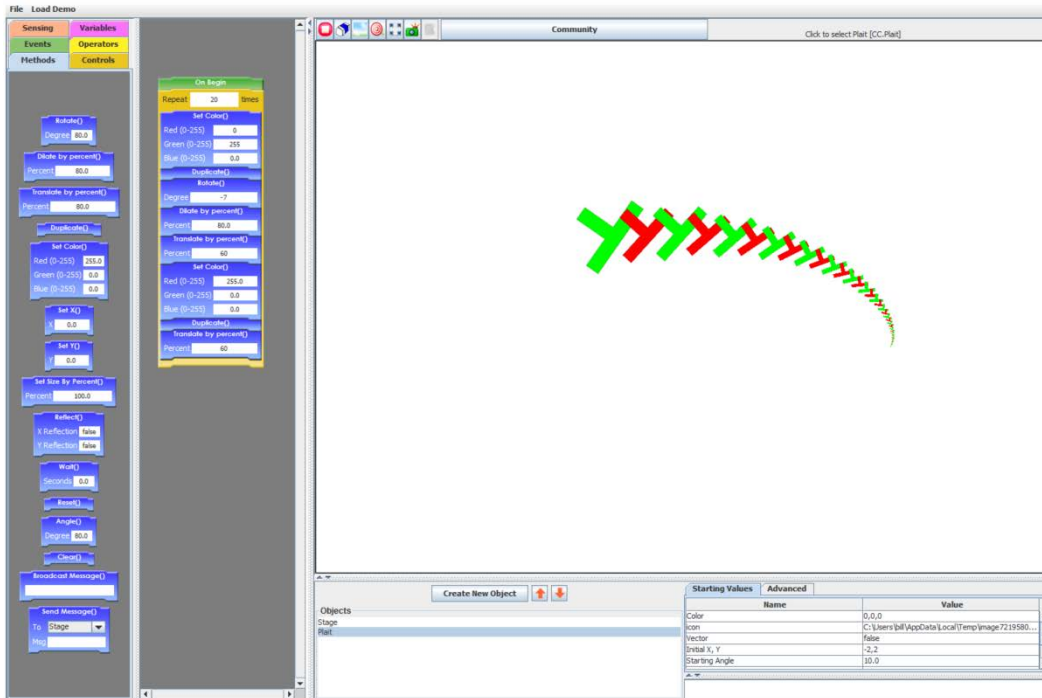 File Load Demo
Sensing Variables
Events Operators
Methods Controls
Rotate()
Degree 80.0
Dilate by percent()
Percent 80.0
Translate by percent()
Percent 80.0
Duplicate()
Set Color()
Red (0-255) 255.0
Green (0-255) 0.0
Blue (0-255) 0.0
Set X()
X 0.0
Set Y()
Y 0.0
Set Size By Percent()
Percent 100.0
Reflect()
X Reflection false
Y Reflection false
Wait()
Seconds 0.0
Reset()
Angle()
Degree 80.0
Clear()
Broadcast Message()
Send Message()
To Stage
Msg
On Begin
Repeat 20 times
Set Color()
Red (0-255) 0
Green (0-255) 255
Blue (0-255) 0.0
Duplicate()
Rotate()
Degree -7
Dilate by percent()
Percent 80.0
Translate by percent()
Percent 60
Set Color()
Red (0-255) 255.0
Green (0-255) 0.0
Blue (0-255) 0.0
Duplicate()
Translate by percent()
Percent 60
Community
Click to select Plait [CC.Plait]
Create New Object
Objects
Stage
Plait
Starting Values Advanced
Name Value
Color 0,0,0
icon C:\Users\bill\AppData\Local\Temp\image7219580...
Vector false
Initial X, Y -2,2
Starting Angle 10.0